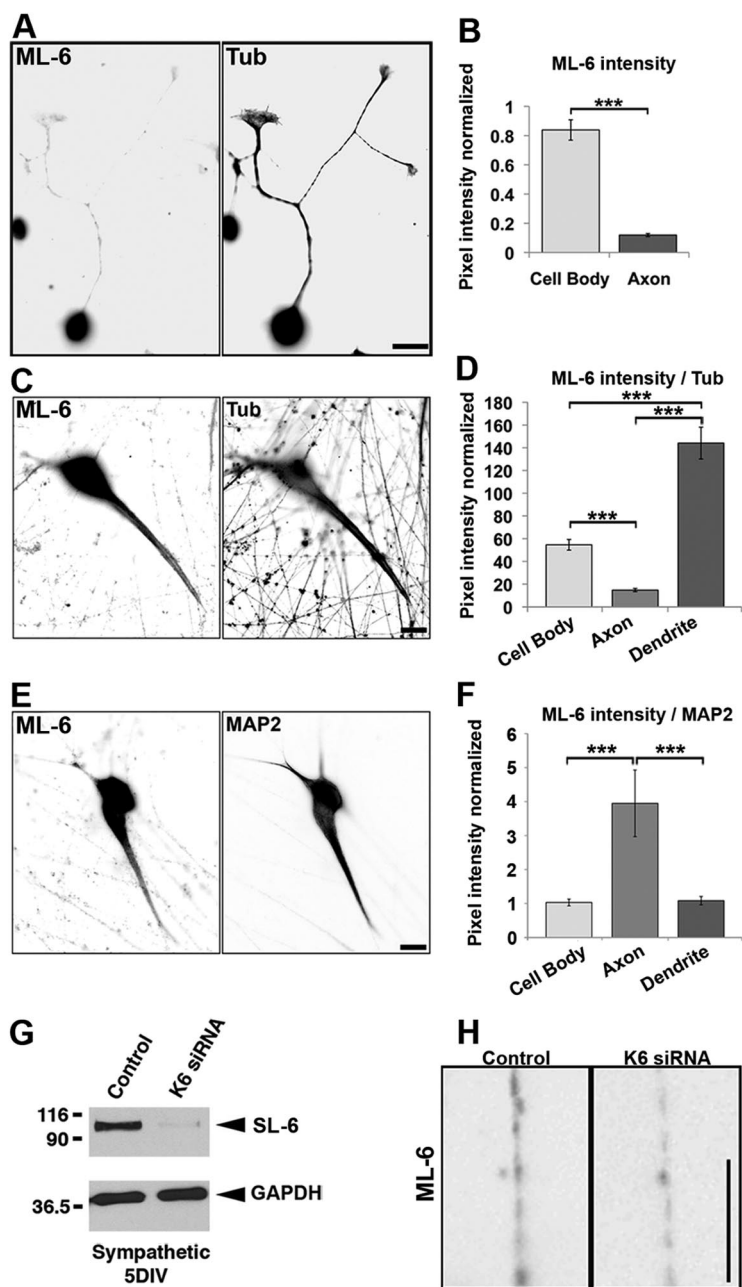 A
ML-6
Tub
B
ML-6 intensity
Pixel intensity normalized
1
0.8
0.6
0.4
0.2
0
***
Cell Body
Axon
C
ML-6
Tub
D
ML-6 intensity / Tub
Pixel intensity normalized
180
160
140
120
100
80
60
40
20
0
***
***
***
Cell Body
Axon
Dendrite
E
ML-6
MAP2
F
ML-6 intensity / MAP2
Pixel intensity normalized
6
5
4
3
2
1
0
***
***
Cell Body
Axon
Dendrite
G
Control
K6 siRNA
116
90
SL-6
36.5
GAPDH
Sympathetic
5DIV
H
Control
K6 siRNA
ML-6